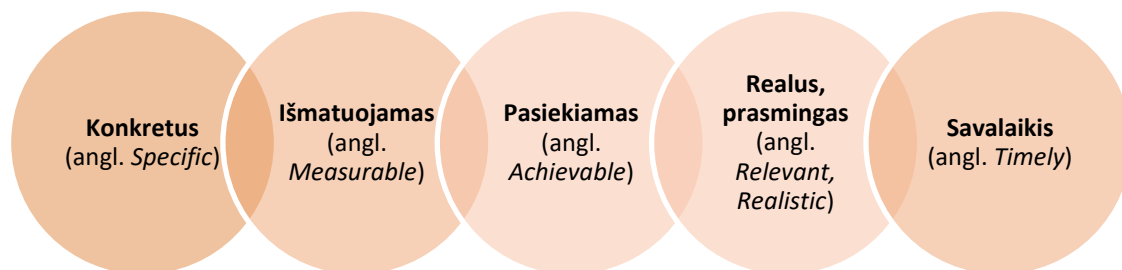 Konkretus
(angl. Specific)
Išmatuojamas
(angl.
Measurable)
Pasiekiamas
(angl.
Achievable)
Realus,
prasmingas
(angl.
Relevant,
Realistic)
Savalaikis
(angl. Timely)